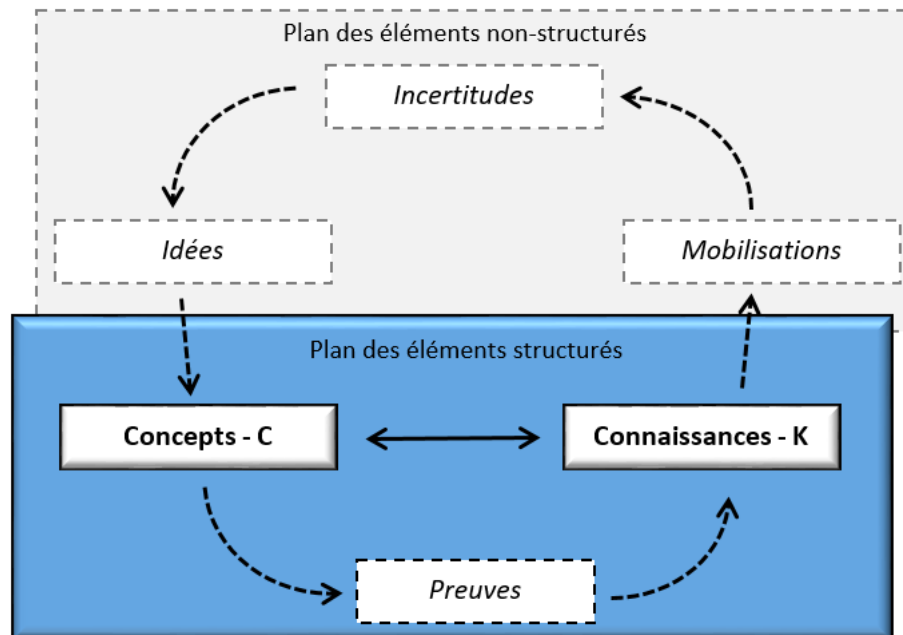 Plan des éléments non-structurés
Incertitudes
Idées
Mobilisations
Plan des éléments structurés
Concepts - C
Connaissances - K
Preuves